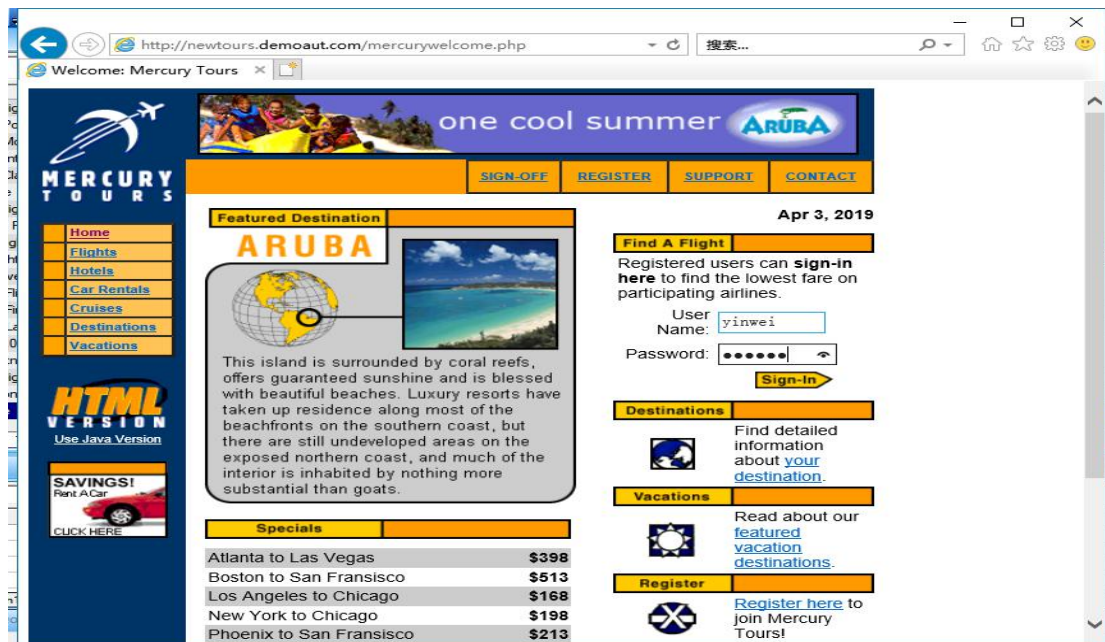 http://newtours.demoaut.com/mercurywelcome.php
搜索...
Welcome: Mercury Tours
one cool summer ARUBA
MERCURY
TOURS
SIGN-OFF REGISTER SUPPORT CONTACT
Home
Flights
Hotels
Car Rentals
Cruises
Destinations
Vacations
HTML
VERSION
Use Java Version
SAVINGS!
Rent A Car
CLICK HERE
Featured Destination
ARUBA
This island is surrounded by coral reefs,
offers guaranteed sunshine and is blessed
with beautiful beaches. Luxury resorts have
taken up residence along most of the
beachfronts on the southern coast, but
there are still undeveloped areas on the
exposed northern coast, and much of the
interior is inhabited by nothing more
substantial than goats.
Specials
Atlanta to Las Vegas $398
Boston to San Fransisco $513
Los Angeles to Chicago $168
New York to Chicago $198
Phoenix to San Fransisco $213
Apr 3, 2019
Find A Flight
Registered users can sign-in
here to find the lowest fare on
participating airlines.
User
Name: yinwei
Password: ●●●●●●
Sign-In
Destinations
Find detailed
information
about your
destination.
Vacations
Read about our
featured
vacation
destinations.
Register
Register here to
join Mercury
Tours!